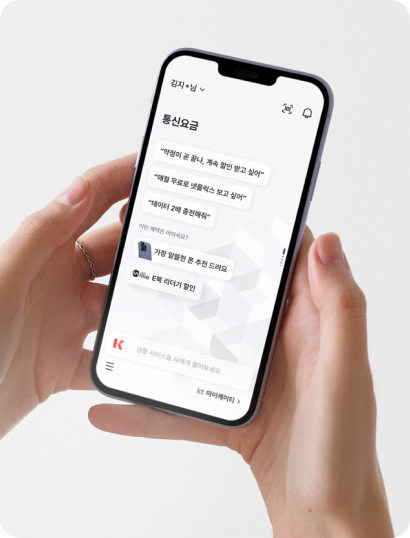 김지*님
통신요금
"약정이 곧 끝나, 계속 할인 받고 싶어"
"매월 무료로 넷플릭스 보고 싶어"
"데이터 2배 충전해줘"
이런 혜택은 어떠세요?
가장 알뜰한 폰 추천 드려요
millie E북 리더기 할인
K 생활 서비스를 AI에게 물어보세요
kt 마이케이티 >